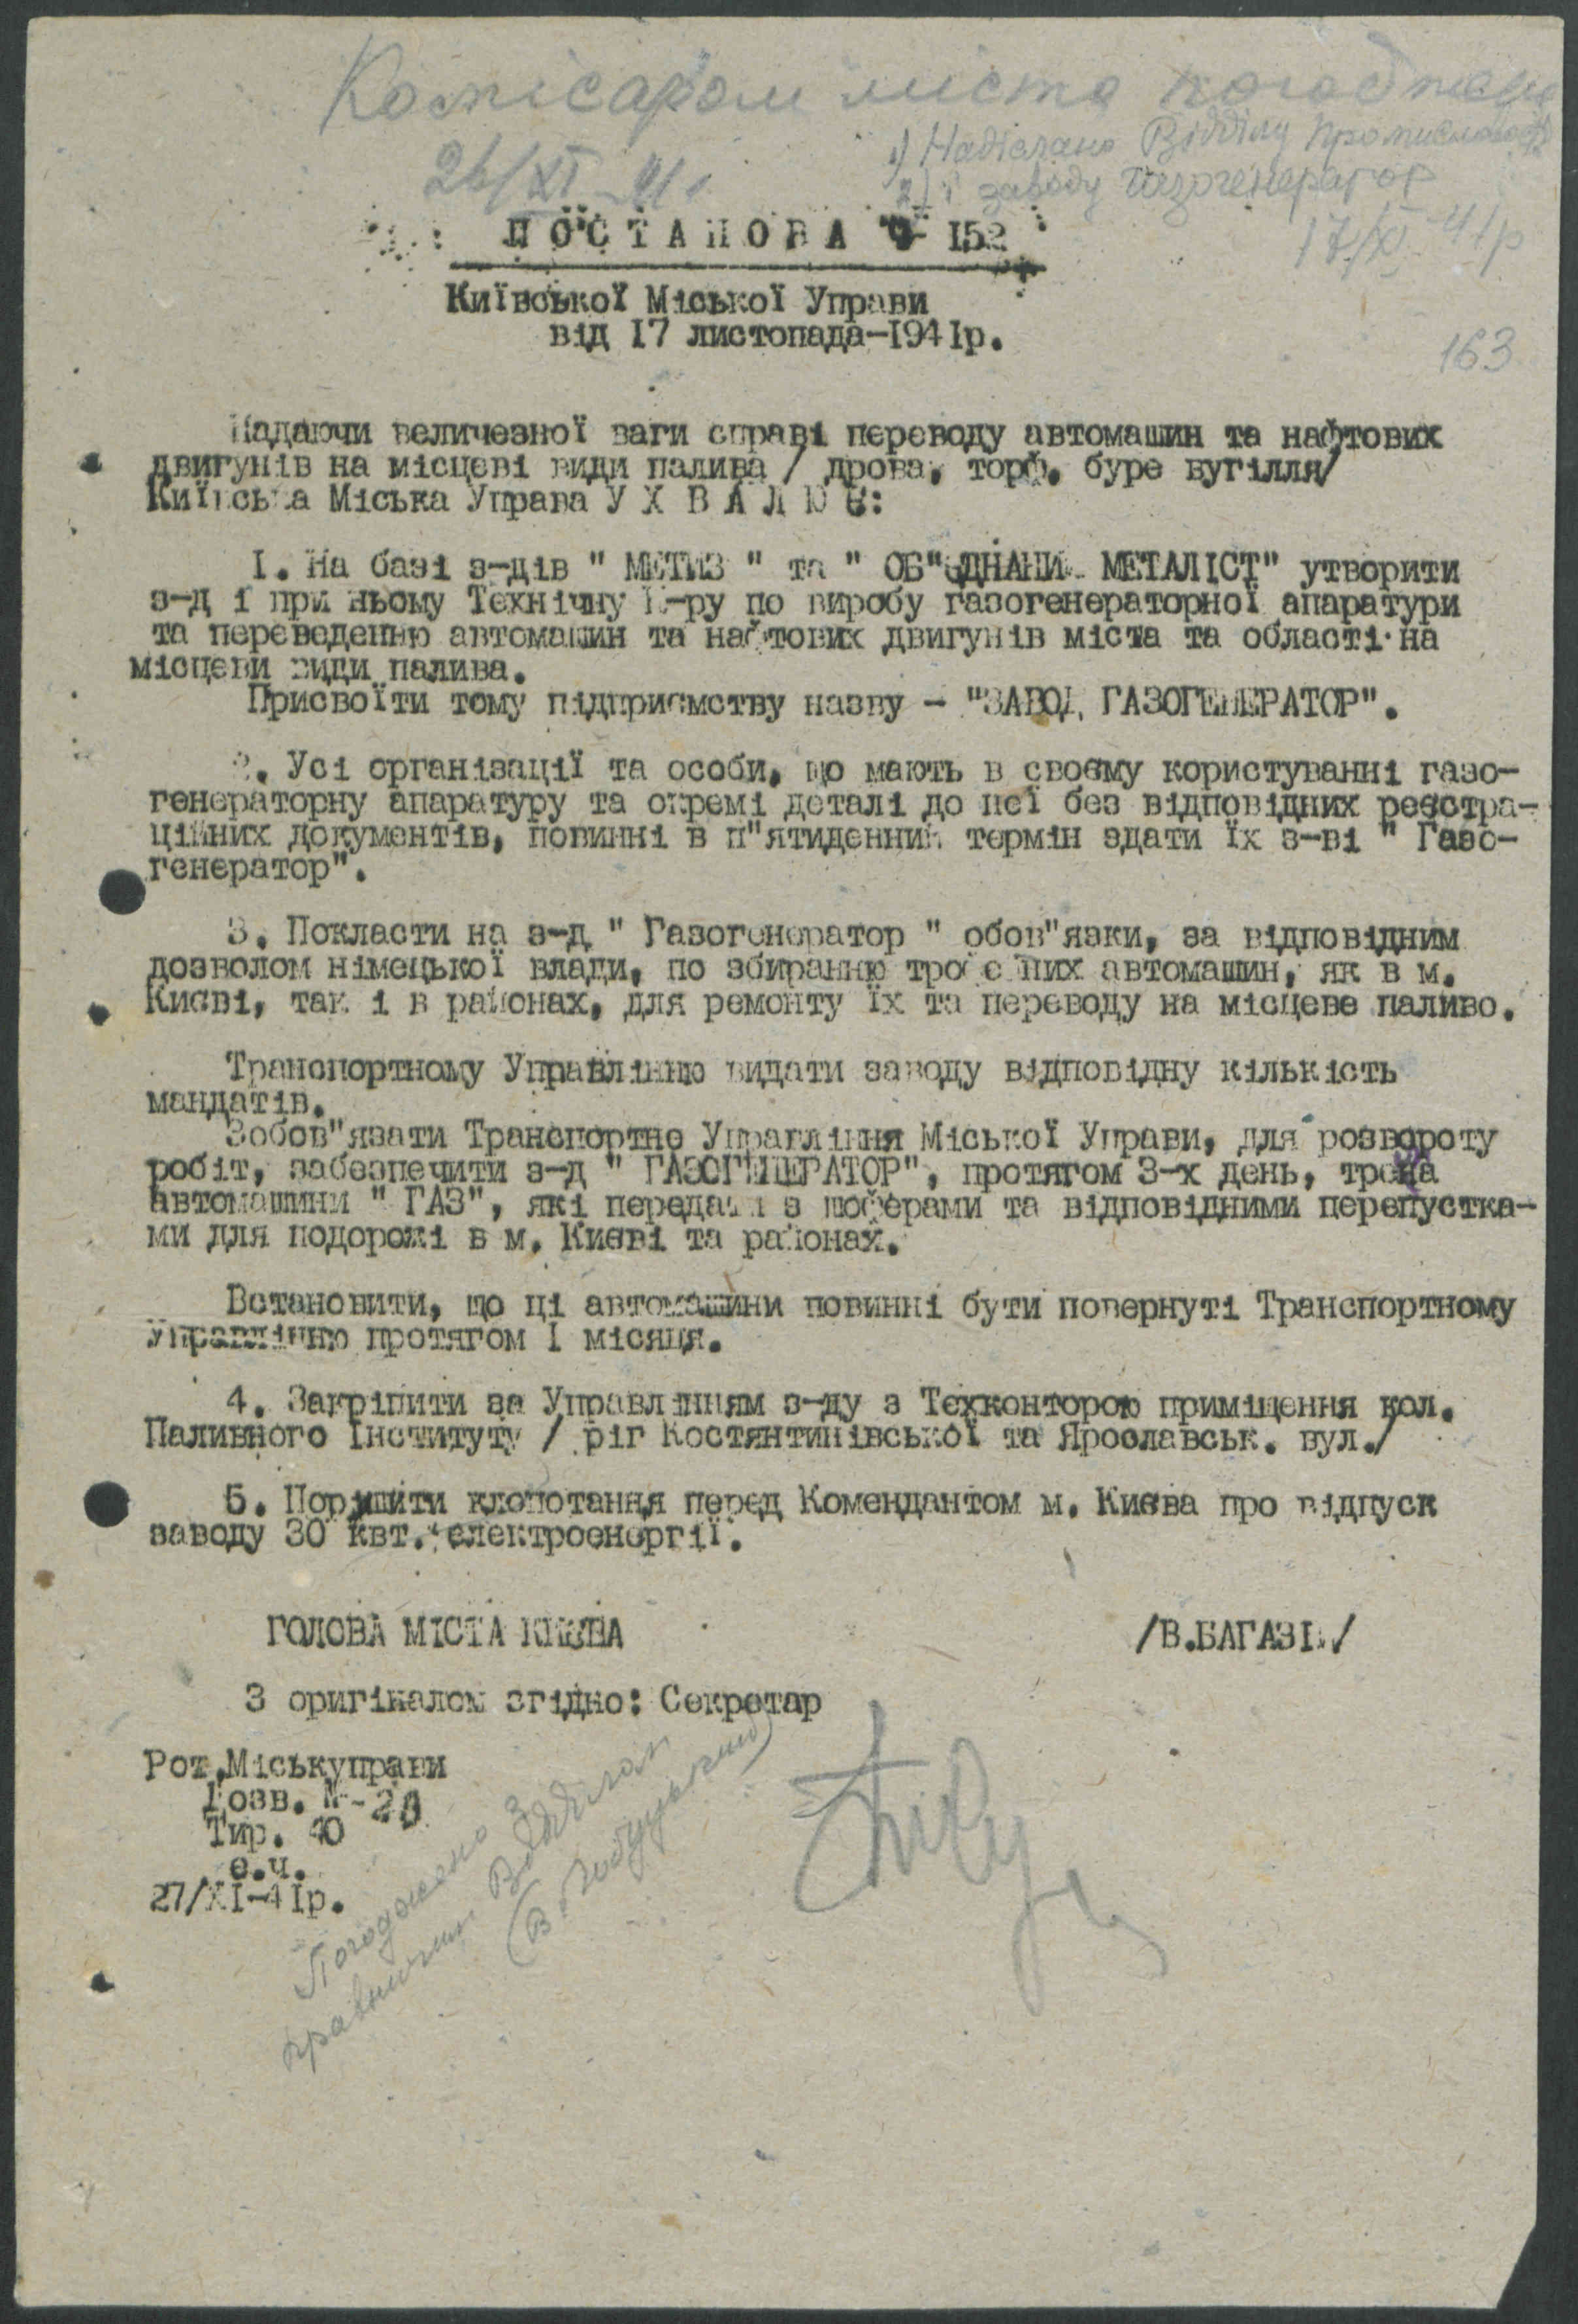 Комісаром міста погоджено
26/XI-41.
1) Надіслано Відділу Промисловост
2) і заводу газогенератор
17/XI-41р
ПОСТАНОВА № 152
Київської Міської Управи
від 17 листопада-1941р.
163
Надаючи величезної ваги справі переводу автомашин та нафтових
двигунів на місцеві види палива / дрова, торф, буре вугілля/
Київська Міська Управа У Х В А Л Ю Є:
1. На базі з-дів " МЕТИЗ " та " ОБ"ЄДНАНИЙ МЕТАЛІСТ" утворити
з-д і при ньому Технічну К-ру по виробу газогенераторної апаратури
та переведенню автомашин та нафтових двигунів міста та області на
місцеви види палива.
Присвоїти тому підприємству назву - "ЗАВОД ГАЗОГЕНЕРАТОР".
2. Усі організації та особи, що мають в своєму користуванні газо-
генераторну апаратуру та окремі деталі до неї без відповідних реєстра-
ційних документів, повинні в п"ятиденний термін здати їх з-ві " Газо-
генератор".
3. Покласти на з-д " Газогенератор " обов"язки, за відповідним
дозволом німецької влади, по збиранню трофейних автомашин, як в м.
Києві, так і в районах, для ремонту їх та переводу на місцеве паливо.
Транспортному Управлінню видати заводу відповідну кількість
мандатів.
Зобов"язати Транспортне Управління Міської Управи, для розвороту
робіт, забезпечити з-д " ГАЗОГЕНЕРАТОР", протягом 3-х день, трома
автомашини " ГАЗ", які передати з шоферами та відповідними перепустка-
ми для подорожі в м. Києві та районах.
Встановити, що ці автомашини повинні бути повернуті Транспортному
Управлінню протягом 1 місяця.
4. Закріпити за Управлінням з-ду з Техконторою приміщення кол.
Паливного Інституту / ріг Костянтинівської та Ярославськ. вул./
5. Порушити клопотання перед Комендантом м. Києва про відпуск
заводу 30 квт. електроенергії.
ГОЛОВА МІСТА КИЄВА /В.БАГАЗІЙ/
З оригіналом згідно: Секретар
Рот.Міськуправи
Розв. №-28
Тир. 40
о.ч.
27/XI-41р.
Погоджено з
правничим Відділом